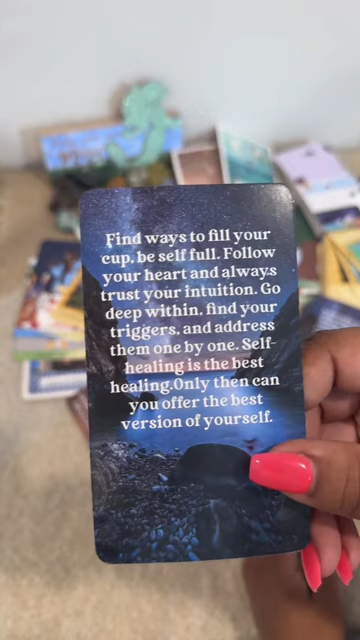 Find ways to fill your
cup, be self full. Follow
your heart and always
trust your intuition. Go
deep within, find your
triggers, and address
them one by one. Self-
healing is the best
healing.Only then can
you offer the best
version of yourself.